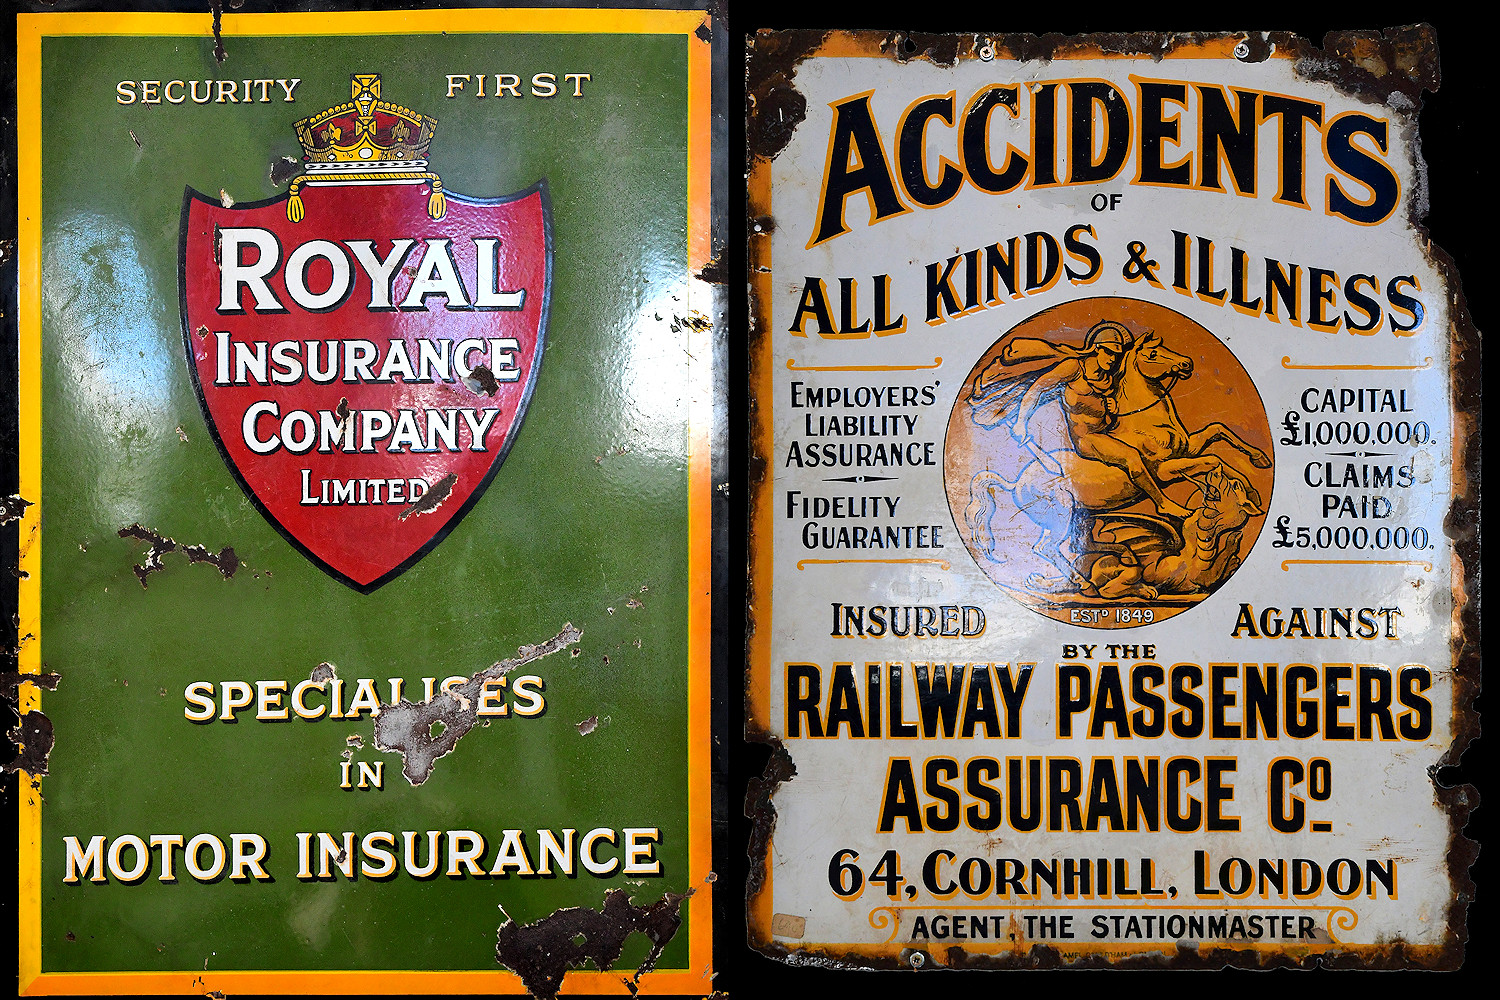 SECURITY FIRST
ROYAL
INSURANCE
COMPANY
LIMITED
SPECIALISES
IN
MOTOR INSURANCE
ACCIDENTS
OF
ALL KINDS & ILLNESS
EMPLOYERS'
LIABILITY
ASSURANCE
FIDELITY
GUARANTEE
CAPITAL
£1,000,000.
CLAIMS
PAID
£5,000,000.
ESTD 1849
INSURED AGAINST
BY THE
RAILWAY PASSENGERS
ASSURANCE CO
64, CORNHILL, LONDON
AGENT. THE STATIONMASTER